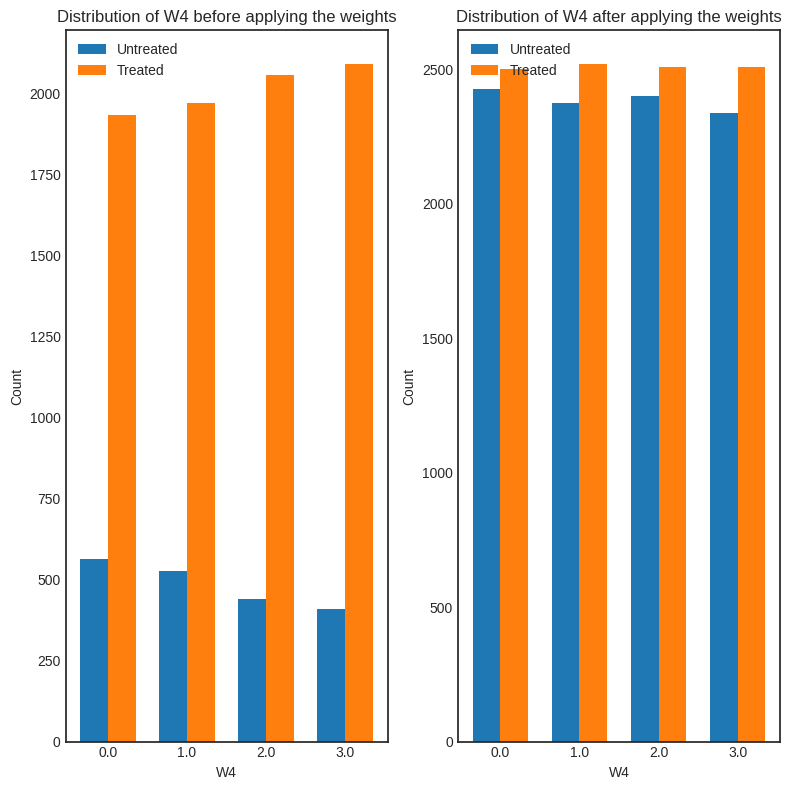 Distribution of W4 before applying the weights
Untreated
Treated
2000
1750
1500
1250
1000
750
500
250
0
Count
0.0 1.0 2.0 3.0
W4
Distribution of W4 after applying the weights
Untreated
Treated
2500
2000
1500
1000
500
0
Count
0.0 1.0 2.0 3.0
W4